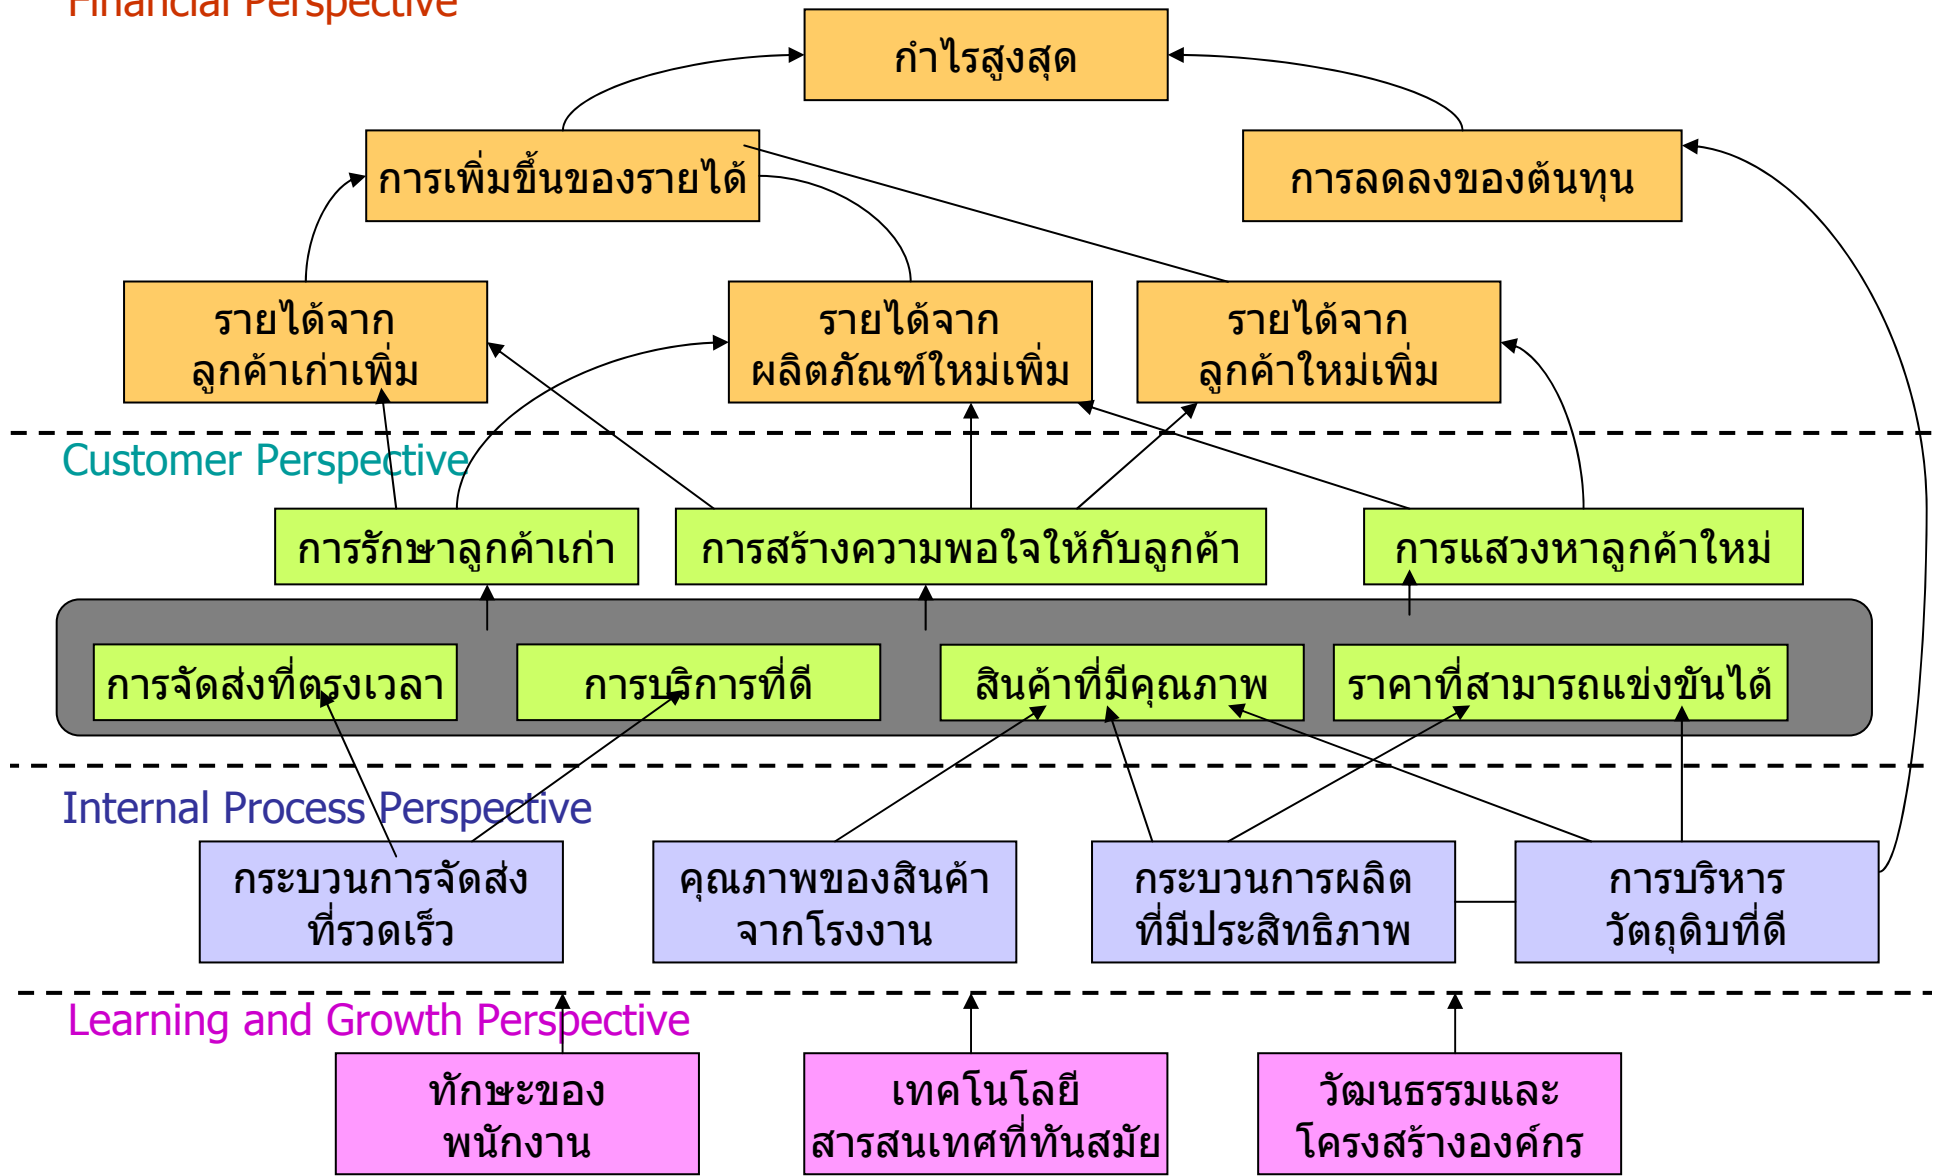 Financial Perspective
กำไรสูงสุด
การเพิ่มขึ้นของรายได้
การลดลงของต้นทุน
รายได้จาก
ลูกค้าเก่าเพิ่ม
รายได้จาก
ผลิตภัณฑ์ใหม่เพิ่ม
รายได้จาก
ลูกค้าใหม่เพิ่ม
Customer Perspective
การรักษาลูกค้าเก่า
การสร้างความพอใจให้กับลูกค้า
การแสวงหาลูกค้าใหม่
การจัดส่งที่ตรงเวลา
การบริการที่ดี
สินค้าที่มีคุณภาพ
ราคาที่สามารถแข่งขันได้
Internal Process Perspective
กระบวนการจัดส่ง
ที่รวดเร็ว
คุณภาพของสินค้า
จากโรงงาน
กระบวนการผลิต
ที่มีประสิทธิภาพ
การบริหาร
วัตถุดิบที่ดี
Learning and Growth Perspective
ทักษะของ
พนักงาน
เทคโนโลยี
สารสนเทศที่ทันสมัย
วัฒนธรรมและ
โครงสร้างองค์กร